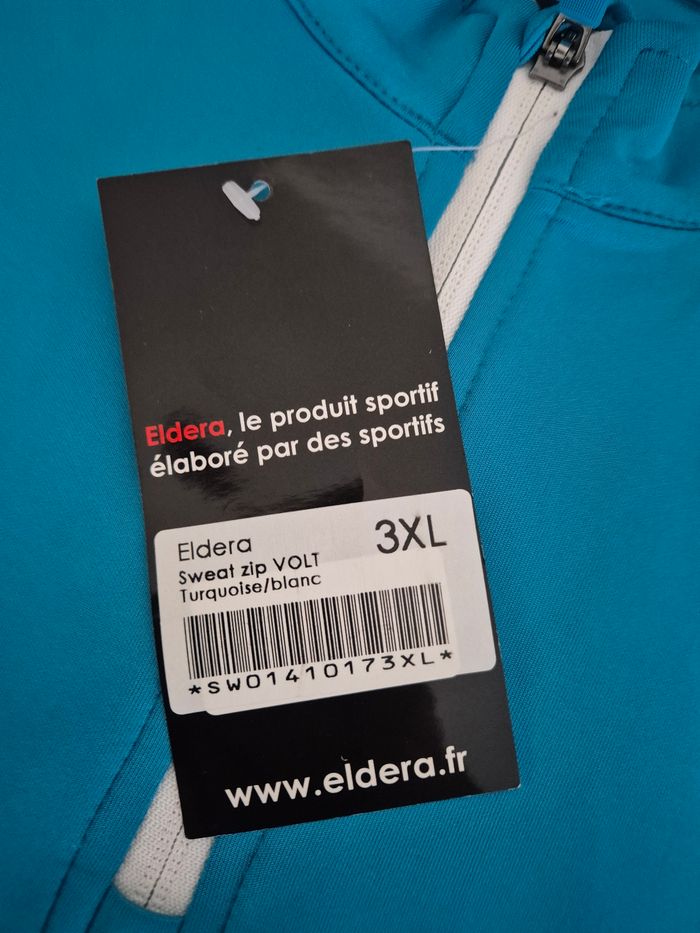 Eldera, le produit sportif
élaboré par des sportifs
Eldera 3XL
Sweat zip VOLT
Turquoise/blanc
*SW01410173XL*
www.eldera.fr